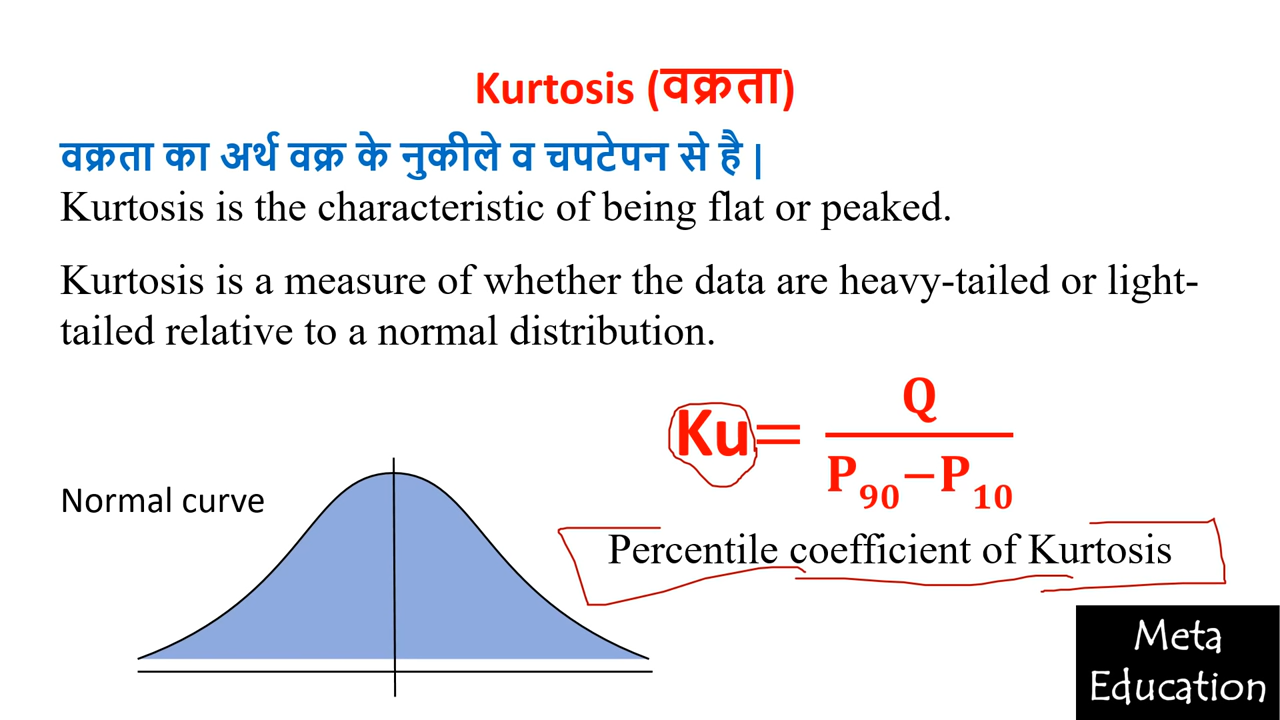 Kurtosis (वक्रता)
वक्रता का अर्थ वक्र के नुकीले व चपटेपन से है |
Kurtosis is the characteristic of being flat or peaked.
Kurtosis is a measure of whether the data are heavy-tailed or light-
tailed relative to a normal distribution.
Ku= Q / P₉₀−P₁₀
Normal curve
Percentile coefficient of Kurtosis
Meta
Education